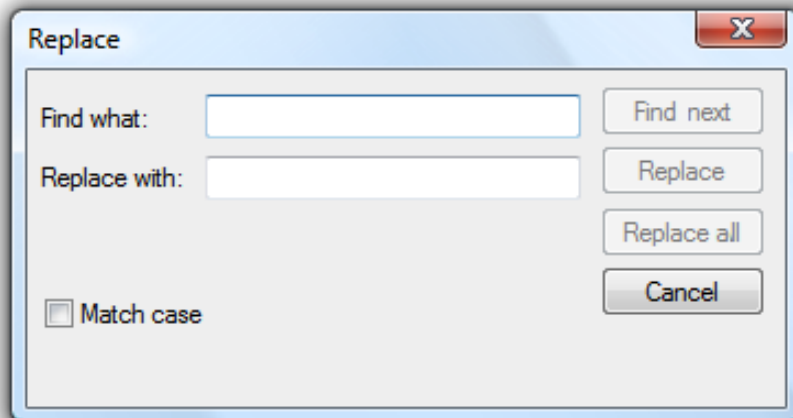 Replace
Find what:
Find next
Replace with:
Replace
Replace all
Cancel
Match case